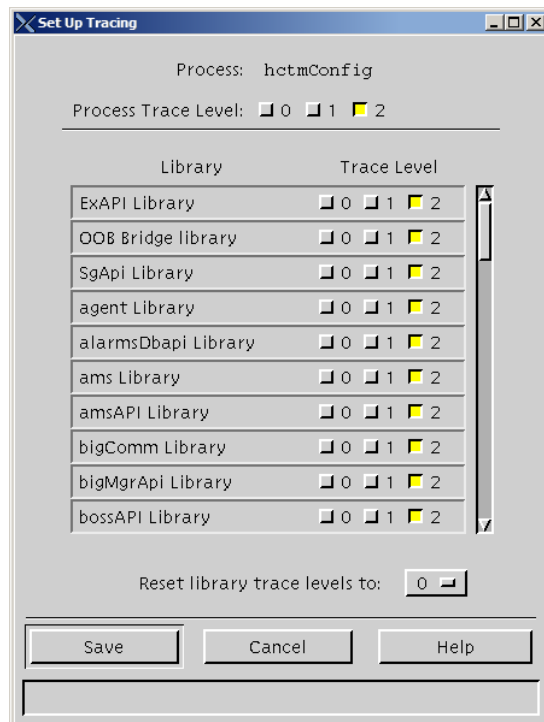 Set Up Tracing
Process: hctmConfig
Process Trace Level: 0 1 2
Library Trace Level
ExAPI Library 0 1 2
OOB Bridge library 0 1 2
SgApi Library 0 1 2
agent Library 0 1 2
alarmsDbapi Library 0 1 2
ams Library 0 1 2
amsAPI Library 0 1 2
bigComm Library 0 1 2
bigMgrApi Library 0 1 2
bossAPI Library 0 1 2
Reset library trace levels to: 0
Save Cancel Help